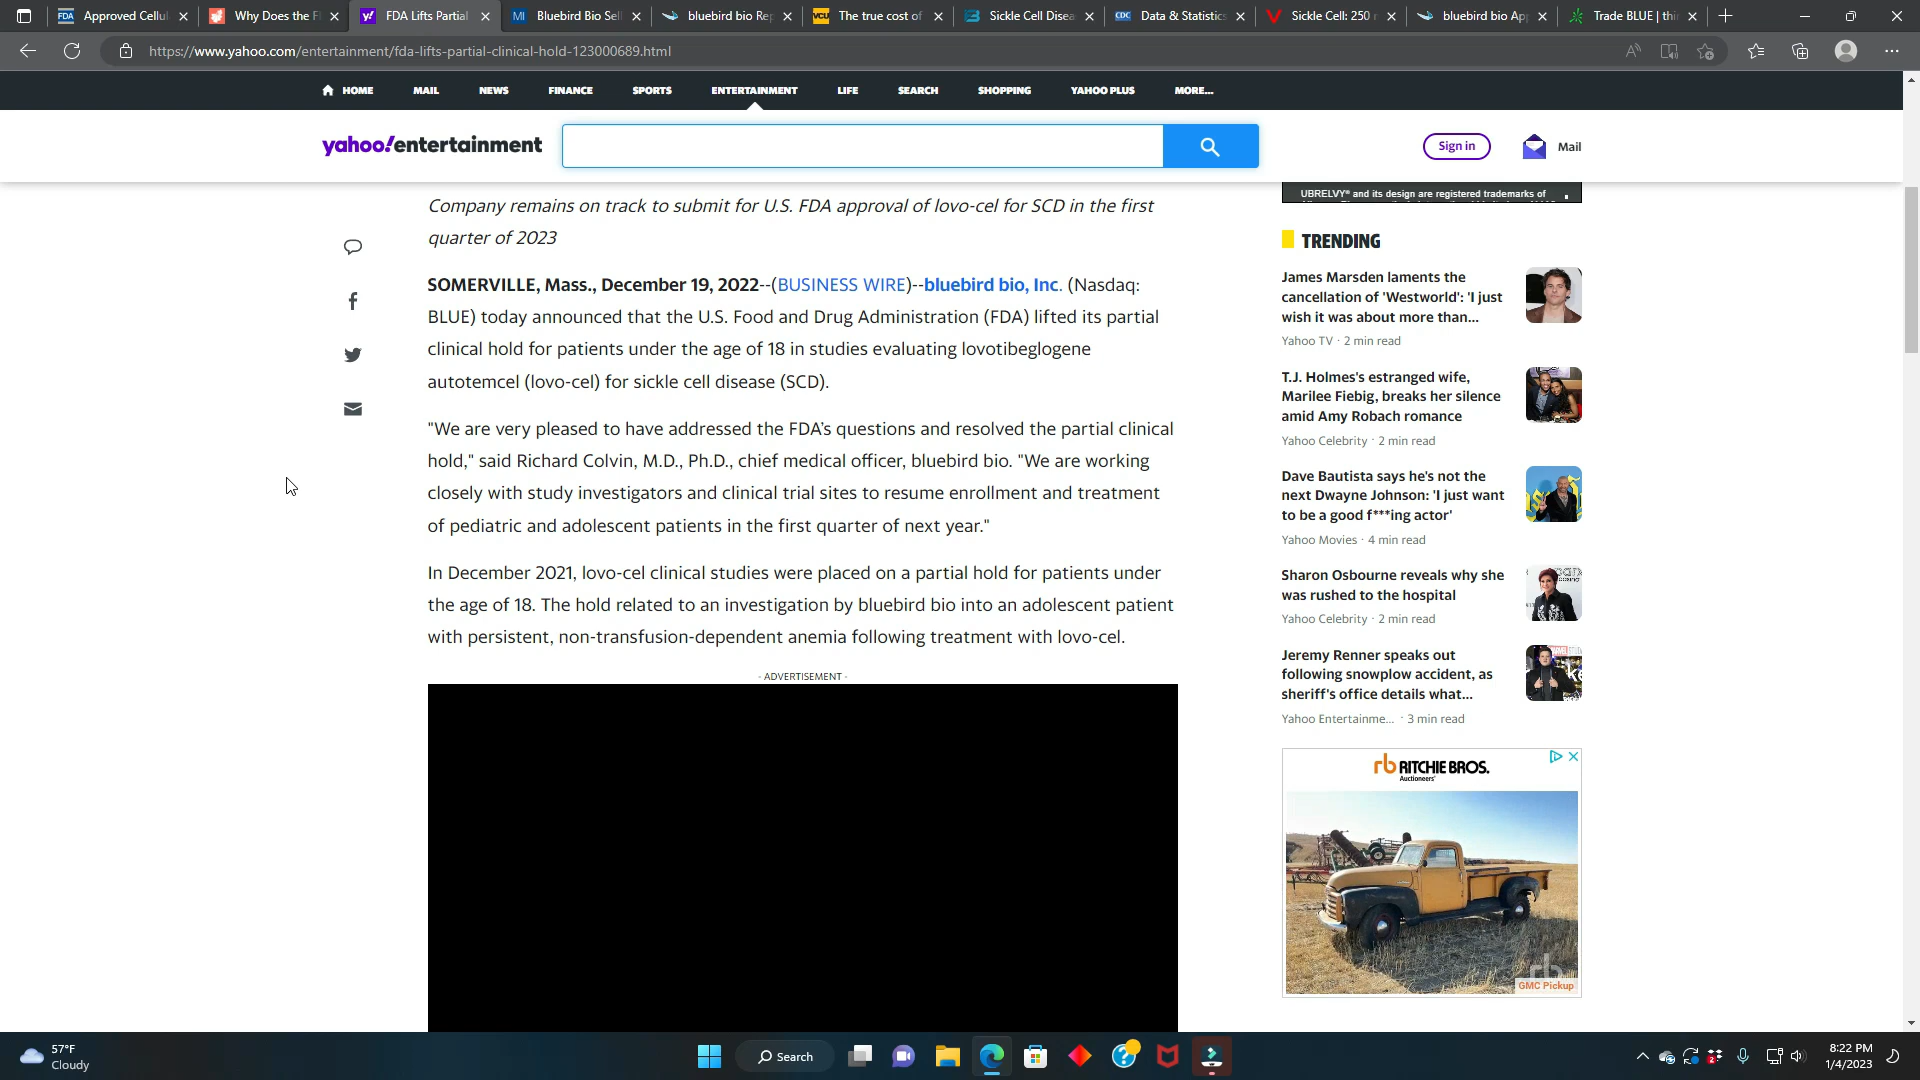 Approved Cellul
Why Does the F
FDA Lifts Partial
Bluebird Bio Sel
bluebird bio Rep
The true cost of
Sickle Cell Disea
Data & Statistics
Sickle Cell: 250
bluebird bio Ap
Trade BLUE | thi
https://www.yahoo.com/entertainment/fda-lifts-partial-clinical-hold-123000689.html
HOME MAIL NEWS FINANCE SPORTS ENTERTAINMENT LIFE SEARCH SHOPPING YAHOO PLUS MORE...
yahoo!entertainment
Sign in
Mail
Company remains on track to submit for U.S. FDA approval of lovo-cel for SCD in the first
quarter of 2023
SOMERVILLE, Mass., December 19, 2022--(BUSINESS WIRE)--bluebird bio, Inc. (Nasdaq:
BLUE) today announced that the U.S. Food and Drug Administration (FDA) lifted its partial
clinical hold for patients under the age of 18 in studies evaluating lovotibeglogene
autotemcel (lovo-cel) for sickle cell disease (SCD).
"We are very pleased to have addressed the FDA's questions and resolved the partial clinical
hold," said Richard Colvin, M.D., Ph.D., chief medical officer, bluebird bio. "We are working
closely with study investigators and clinical trial sites to resume enrollment and treatment
of pediatric and adolescent patients in the first quarter of next year."
In December 2021, lovo-cel clinical studies were placed on a partial hold for patients under
the age of 18. The hold related to an investigation by bluebird bio into an adolescent patient
with persistent, non-transfusion-dependent anemia following treatment with lovo-cel.
- ADVERTISEMENT -
UBRELVY® and its design are registered trademarks of
TRENDING
James Marsden laments the
cancellation of 'Westworld': 'I just
wish it was about more than...
Yahoo TV · 2 min read
T.J. Holmes's estranged wife,
Marilee Fiebig, breaks her silence
amid Amy Robach romance
Yahoo Celebrity · 2 min read
Dave Bautista says he's not the
next Dwayne Johnson: 'I just want
to be a good f***ing actor'
Yahoo Movies · 4 min read
Sharon Osbourne reveals why she
was rushed to the hospital
Yahoo Celebrity · 2 min read
Jeremy Renner speaks out
following snowplow accident, as
sheriff's office details what...
Yahoo Entertainme... · 3 min read
rb RITCHIE BROS.
Auctioneers
rb
GMC Pickup
57°F
Cloudy
Search
8:22 PM
1/4/2023